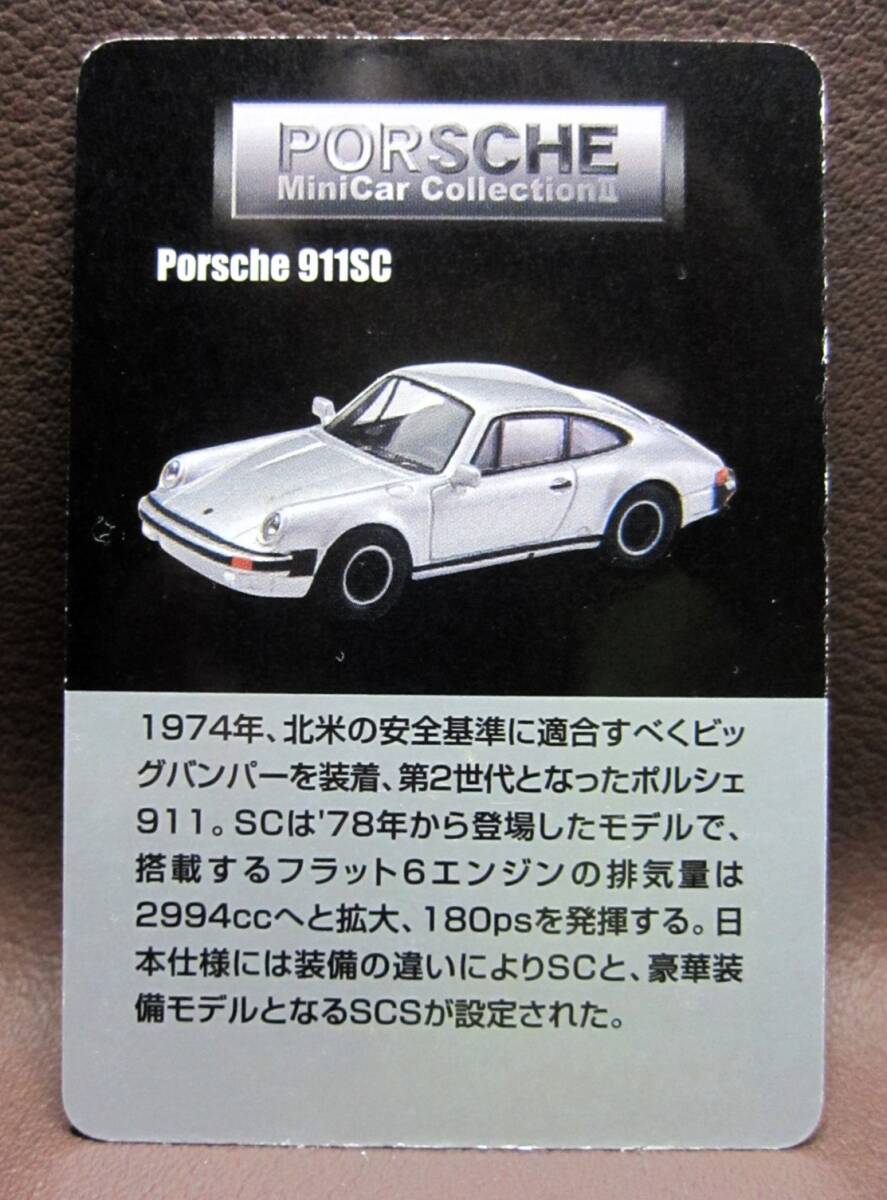 PORSCHE
MiniCar CollectionII
Porsche 911SC
1974年、北米の安全基準に適合すべくビッ
グバンパーを装着、第2世代となったポルシェ
911。SCは'78年から登場したモデルで、
搭載するフラット6エンジンの排気量は
2994ccへと拡大、180psを発揮する。日
本仕様には装備の違いによりSCと、豪華装
備モデルとなるSCSが設定された。